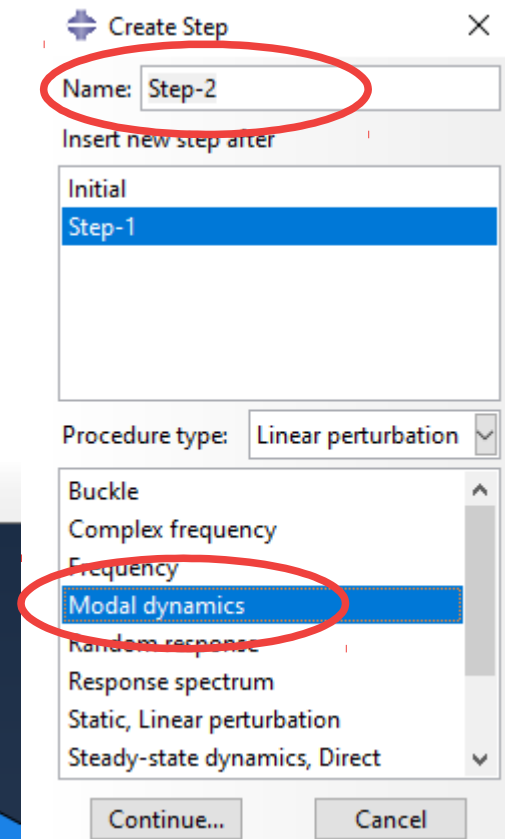 Create Step
Name: Step-2
Insert new step after
Initial
Step-1
Procedure type: Linear perturbation
Buckle
Complex frequency
Frequency
Modal dynamics
Random response
Response spectrum
Static, Linear perturbation
Steady-state dynamics, Direct
Continue... Cancel